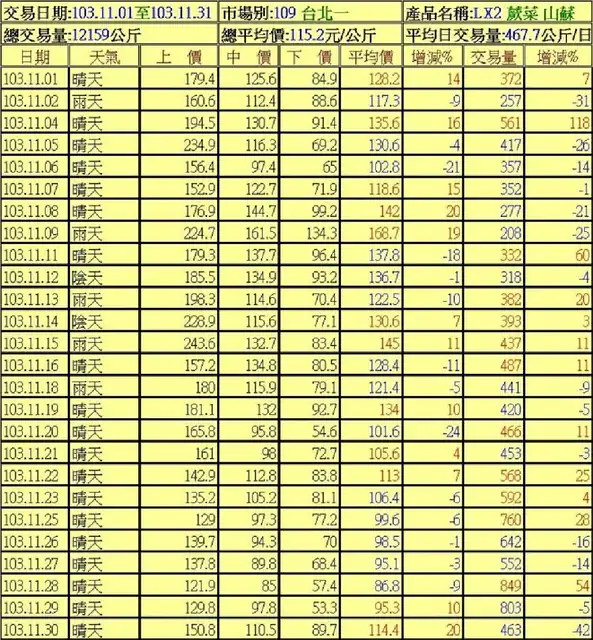 交易日期:103.11.01至103.11.31 市場別:109 台北一 產品名稱:LX2 蕨菜 山蘇
總交易量:12159公斤 總平均價:115.2元/公斤 平均日交易量:467.7公斤/日
日期 天氣 上 價 中 價 下 價 平均價 增減% 交易量 增減%
103.11.01 晴天 179.4 125.6 84.9 128.2 14 372 7
103.11.02 雨天 160.6 112.4 88.6 117.3 -9 257 -31
103.11.04 晴天 194.5 130.7 91.4 135.6 16 561 118
103.11.05 晴天 234.9 116.3 69.2 130.6 -4 417 -26
103.11.06 晴天 156.4 97.4 65 102.8 -21 357 -14
103.11.07 晴天 152.9 122.7 71.9 118.6 15 352 -1
103.11.08 晴天 176.9 144.7 99.2 142 20 277 -21
103.11.09 雨天 224.7 161.5 134.3 168.7 19 208 -25
103.11.11 晴天 179.3 137.7 96.4 137.8 -18 332 60
103.11.12 陰天 185.5 134.9 93.2 136.7 -1 318 -4
103.11.13 雨天 198.3 114.6 70.4 122.5 -10 382 20
103.11.14 陰天 228.9 115.6 77.1 130.6 7 393 3
103.11.15 雨天 243.6 132.7 83.4 145 11 437 11
103.11.16 晴天 157.2 134.8 80.5 128.4 -11 487 11
103.11.18 雨天 180 115.9 79.1 121.4 -5 441 -9
103.11.19 晴天 181.1 132 92.7 134 10 420 -5
103.11.20 晴天 165.8 95.8 54.6 101.6 -24 466 11
103.11.21 晴天 161 98 72.7 105.6 4 453 -3
103.11.22 晴天 142.9 112.8 83.8 113 7 568 25
103.11.23 晴天 135.2 105.2 81.1 106.4 -6 592 4
103.11.25 晴天 129 97.3 77.2 99.6 -6 760 28
103.11.26 晴天 139.7 94.3 70 98.5 -1 642 -16
103.11.27 晴天 137.8 89.8 68.4 95.1 -3 552 -14
103.11.28 晴天 121.9 85 57.4 86.8 -9 849 54
103.11.29 晴天 129.8 97.8 53.3 95.3 10 803 -5
103.11.30 晴天 150.8 110.5 89.7 114.4 20 463 -42